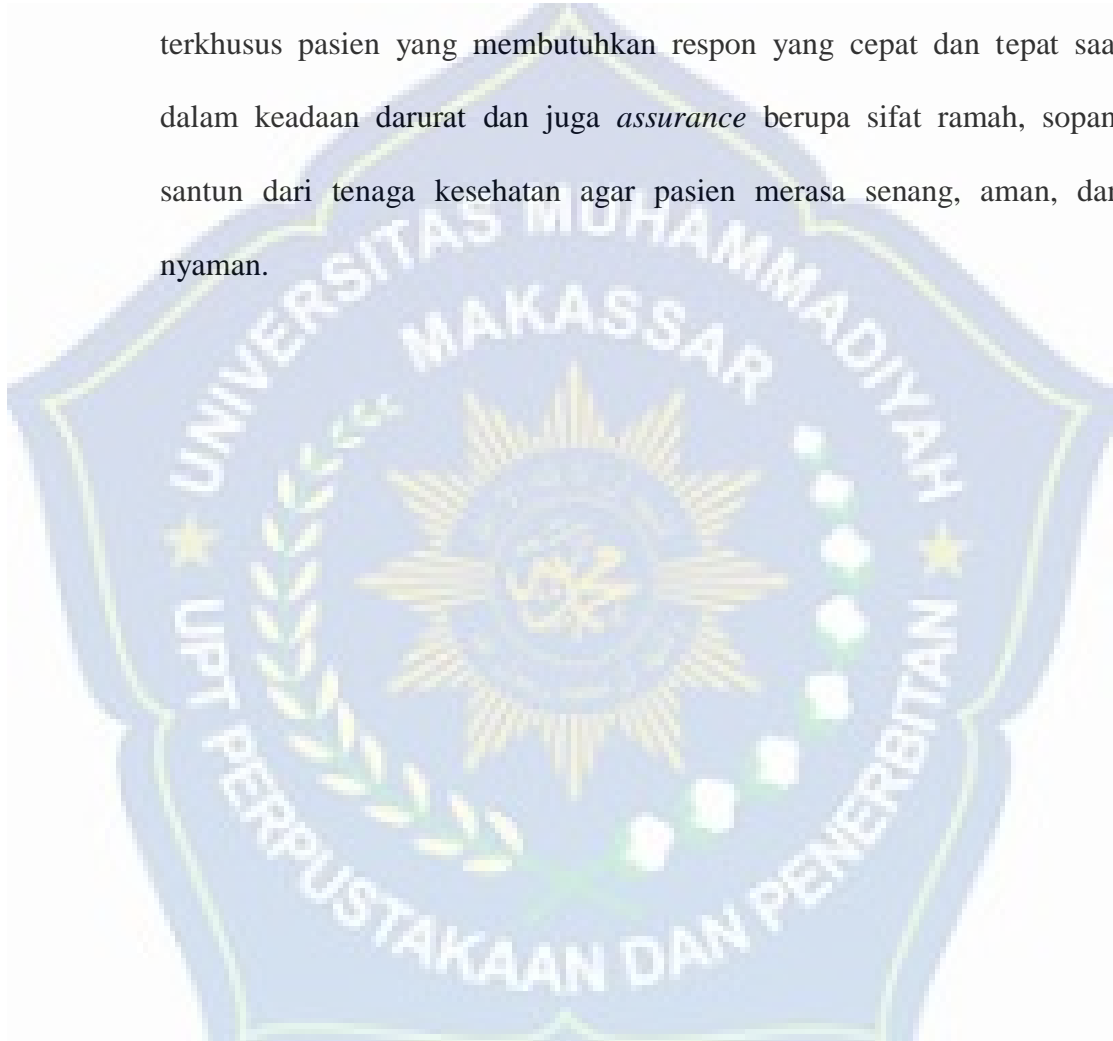 terkhusus pasien yang membutuhkan respon yang cepat dan tepat saa
dalam keadaan darurat dan juga assurance berupa sifat ramah, sopan
santun dari tenaga kesehatan agar pasien merasa senang, aman, dan
nyaman.
UNIVERSITAS MUHAMMADIYAH
MAKASSAR
UPT PERPUSTAKAAN DAN PENERBITAN